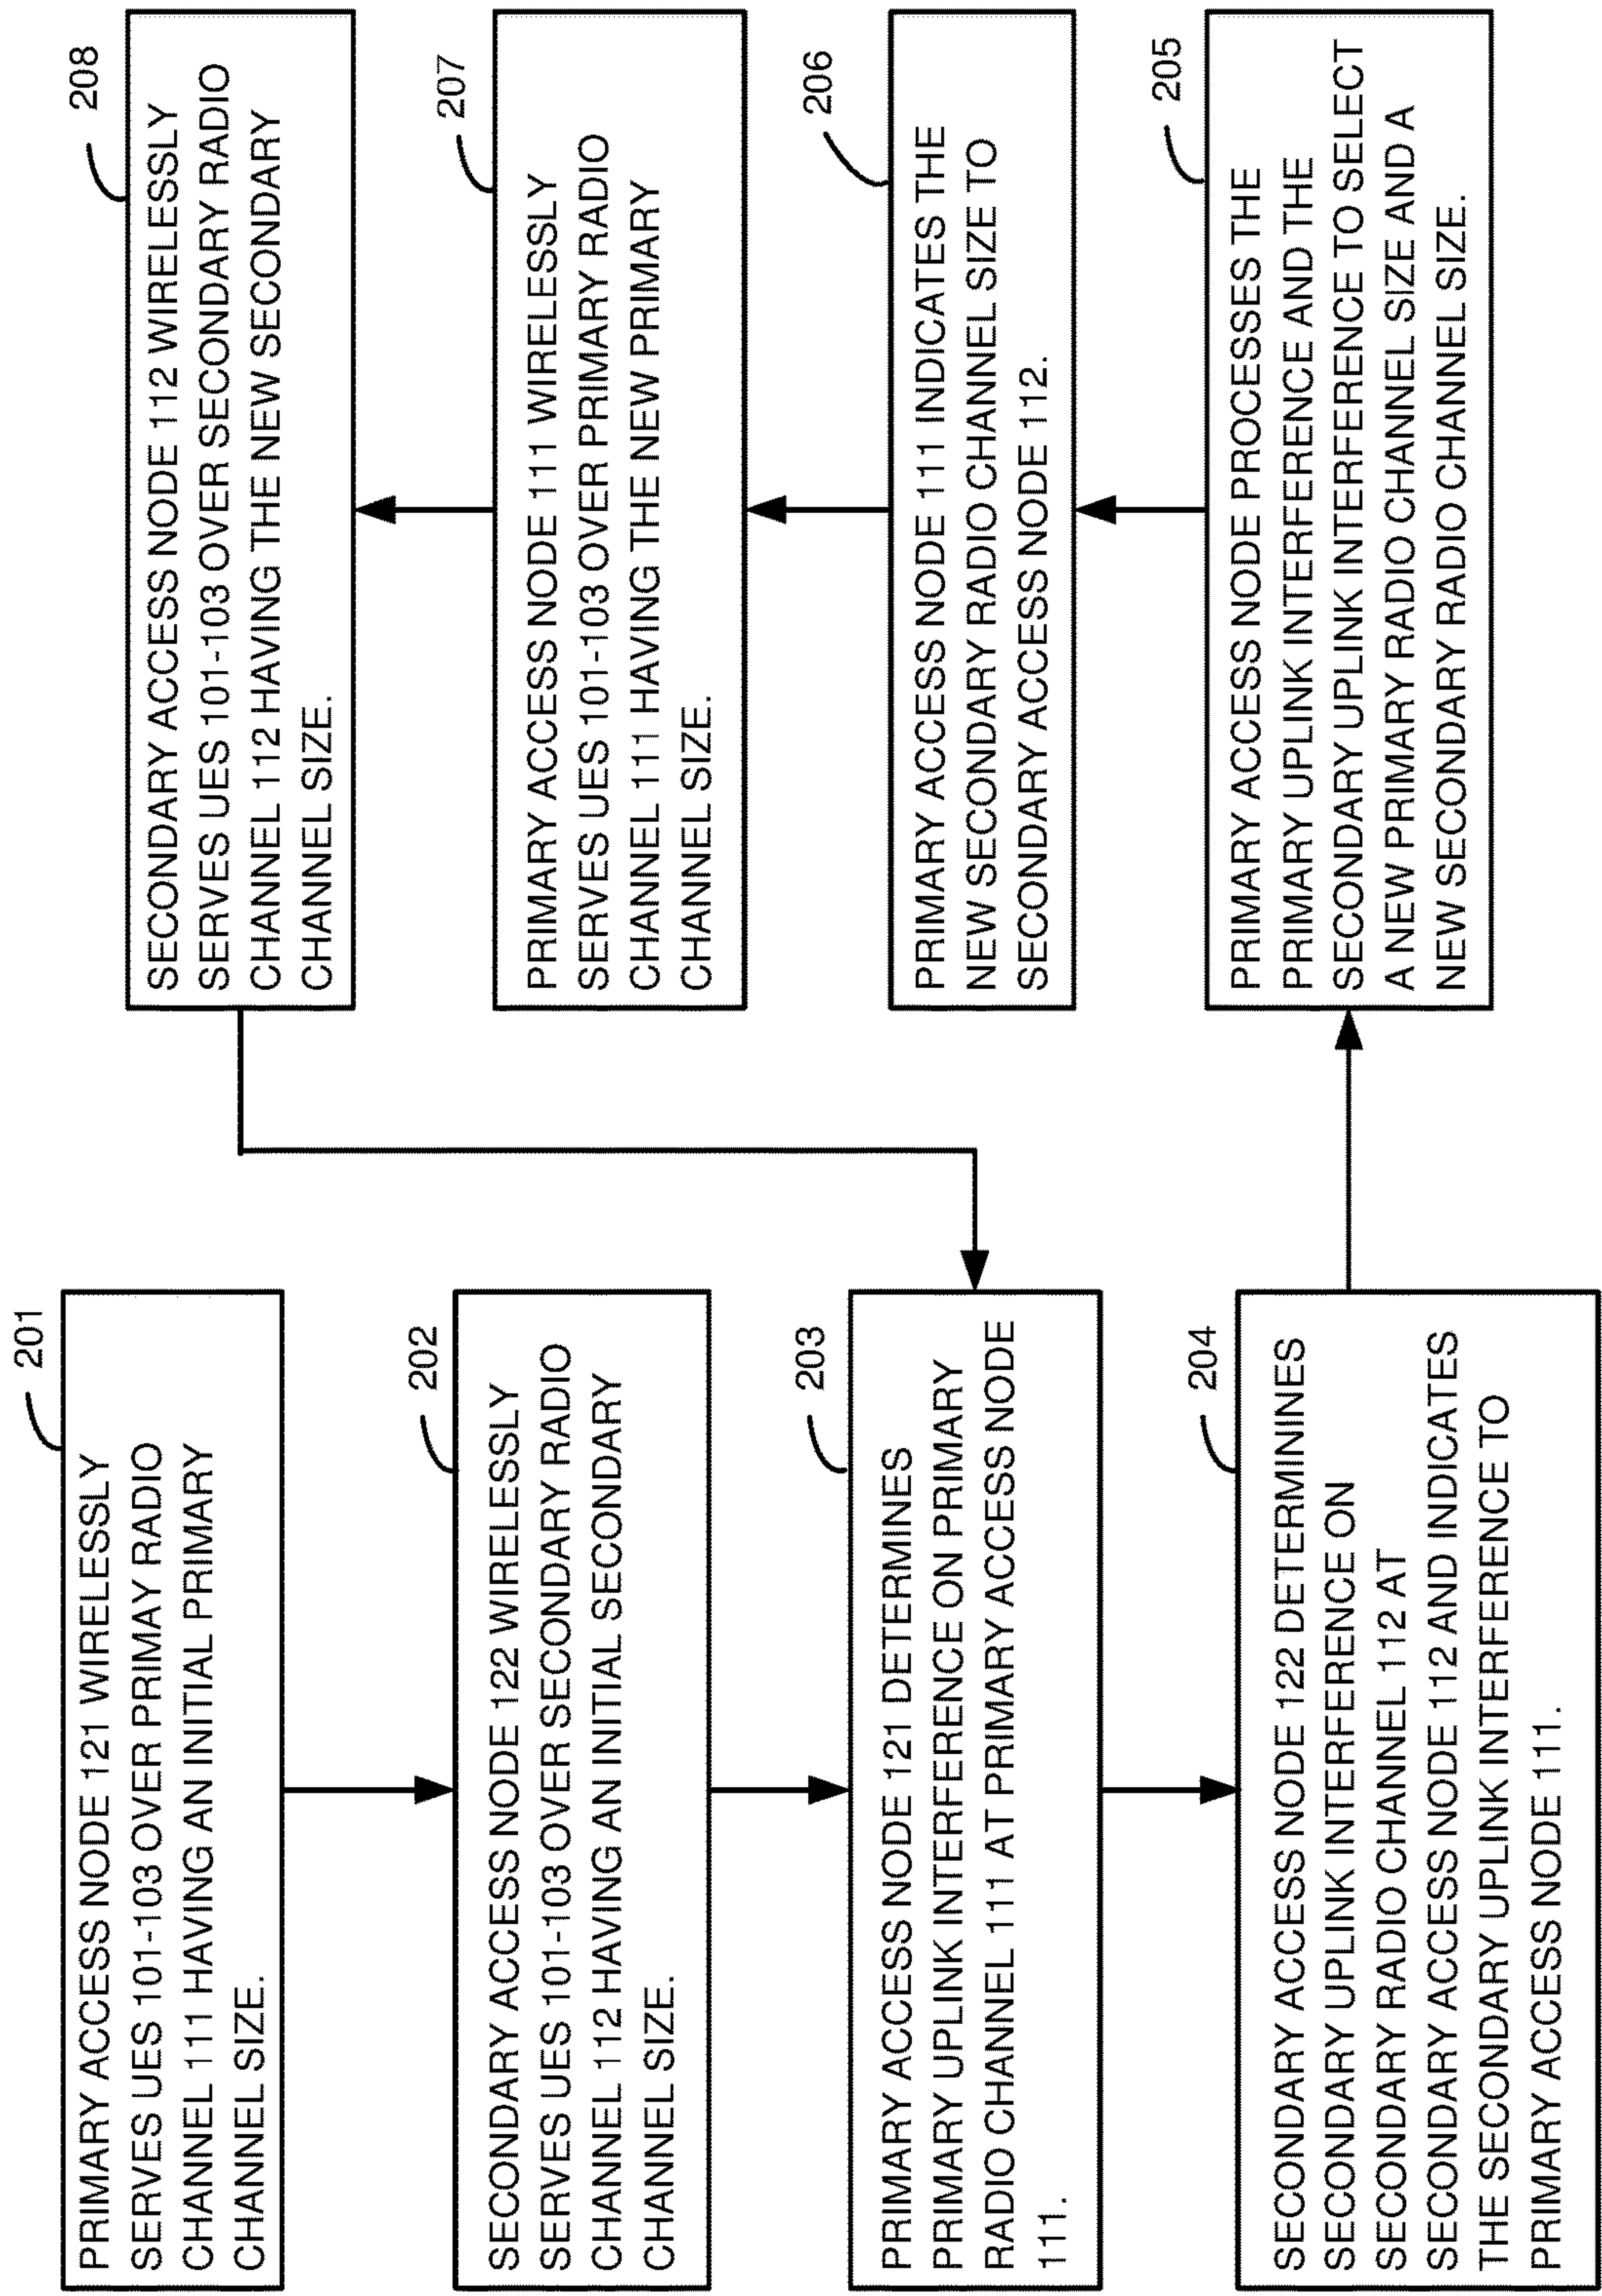 201
PRIMARY ACCESS NODE 121 WIRELESSLY
SERVES UES 101-103 OVER PRIMAY RADIO
CHANNEL 111 HAVING AN INITIAL PRIMARY
CHANNEL SIZE.
202
SECONDARY ACCESS NODE 122 WIRELESSLY
SERVES UES 101-103 OVER SECONDARY RADIO
CHANNEL 112 HAVING AN INITIAL SECONDARY
CHANNEL SIZE.
203
PRIMARY ACCESS NODE 121 DETERMINES
PRIMARY UPLINK INTERFERENCE ON PRIMARY
RADIO CHANNEL 111 AT PRIMARY ACCESS NODE
111.
204
SECONDARY ACCESS NODE 122 DETERMININES
SECONDARY UPLINK INTERFERENCE ON
SECONDARY RADIO CHANNEL 112 AT
SECONDARY ACCESS NODE 112 AND INDICATES
THE SECONDARY UPLINK INTERFERENCE TO
PRIMARY ACCESS NODE 111.
205
PRIMARY ACCESS NODE PROCESSES THE
PRIMARY UPLINK INTERFERENCE AND THE
SECONDARY UPLINK INTERFERENCE TO SELECT
A NEW PRIMARY RADIO CHANNEL SIZE AND A
NEW SECONDARY RADIO CHANNEL SIZE.
206
PRIMARY ACCESS NODE 111 INDICATES THE
NEW SECONDARY RADIO CHANNEL SIZE TO
SECONDARY ACCESS NODE 112.
207
PRIMARY ACCESS NODE 111 WIRELESSLY
SERVES UES 101-103 OVER PRIMARY RADIO
CHANNEL 111 HAVING THE NEW PRIMARY
CHANNEL SIZE.
208
SECONDARY ACCESS NODE 112 WIRELESSLY
SERVES UES 101-103 OVER SECONDARY RADIO
CHANNEL 112 HAVING THE NEW SECONDARY
CHANNEL SIZE.